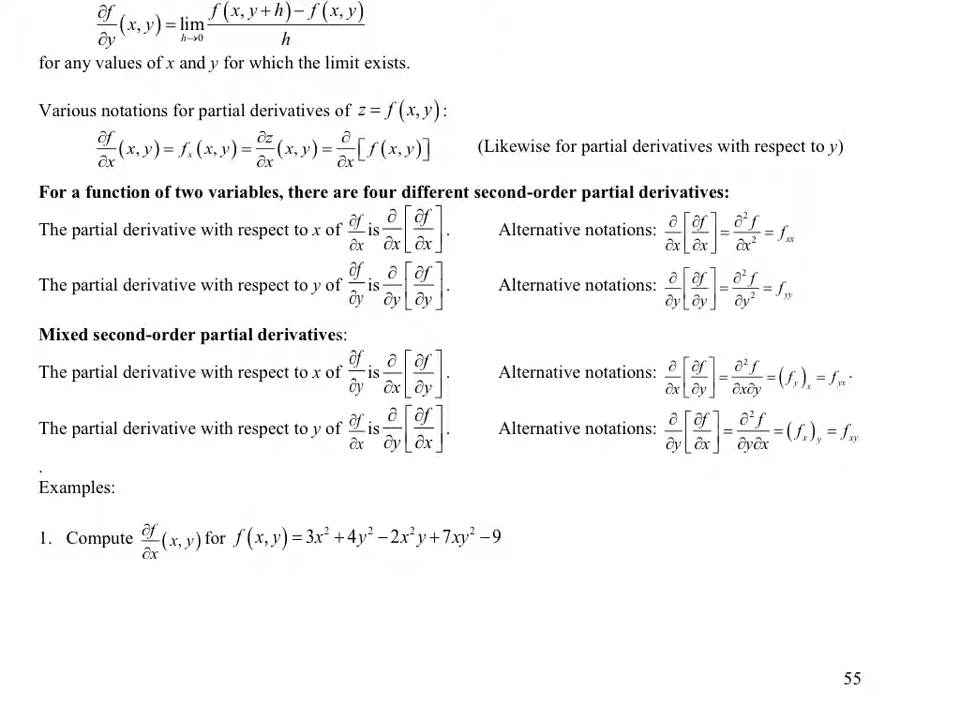 ∂f/∂y (x, y) = lim h→0 f(x, y+h) − f(x, y) / h
for any values of x and y for which the limit exists.
Various notations for partial derivatives of z = f(x, y):
∂f/∂x (x, y) = fₓ(x, y) = ∂z/∂x (x, y) = ∂/∂x [f(x, y)] (Likewise for partial derivatives with respect to y)
For a function of two variables, there are four different second-order partial derivatives:
The partial derivative with respect to x of ∂f/∂x is ∂/∂x [∂f/∂x]. Alternative notations: ∂/∂x [∂f/∂x] = ∂²f/∂x² = f_xx
The partial derivative with respect to y of ∂f/∂y is ∂/∂y [∂f/∂y]. Alternative notations: ∂/∂y [∂f/∂y] = ∂²f/∂y² = f_yy
Mixed second-order partial derivatives:
The partial derivative with respect to x of ∂f/∂y is ∂/∂x [∂f/∂y]. Alternative notations: ∂/∂x [∂f/∂y] = ∂²f/∂x∂y = (f_y)_x = f_yx.
The partial derivative with respect to y of ∂f/∂x is ∂/∂y [∂f/∂x]. Alternative notations: ∂/∂y [∂f/∂x] = ∂²f/∂y∂x = (f_x)_y = f_xy
.
Examples:
1. Compute ∂f/∂x (x, y) for f(x, y) = 3x² + 4y² − 2x²y + 7xy² − 9
55